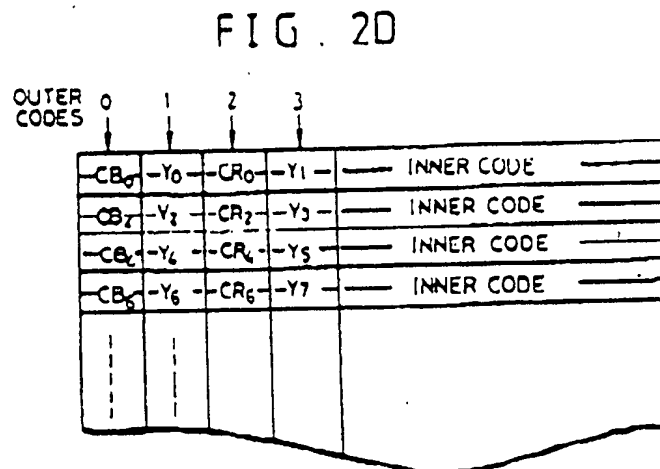 FIG. 2D
OUTER CODES 0 1 2 3
CB0 Y0 CR0 Y1 INNER CODE
CB2 Y2 CR2 Y3 INNER CODE
Y4 CR4 Y5 INNER CODE
CB6 Y6 CR6 Y7 INNER CODE